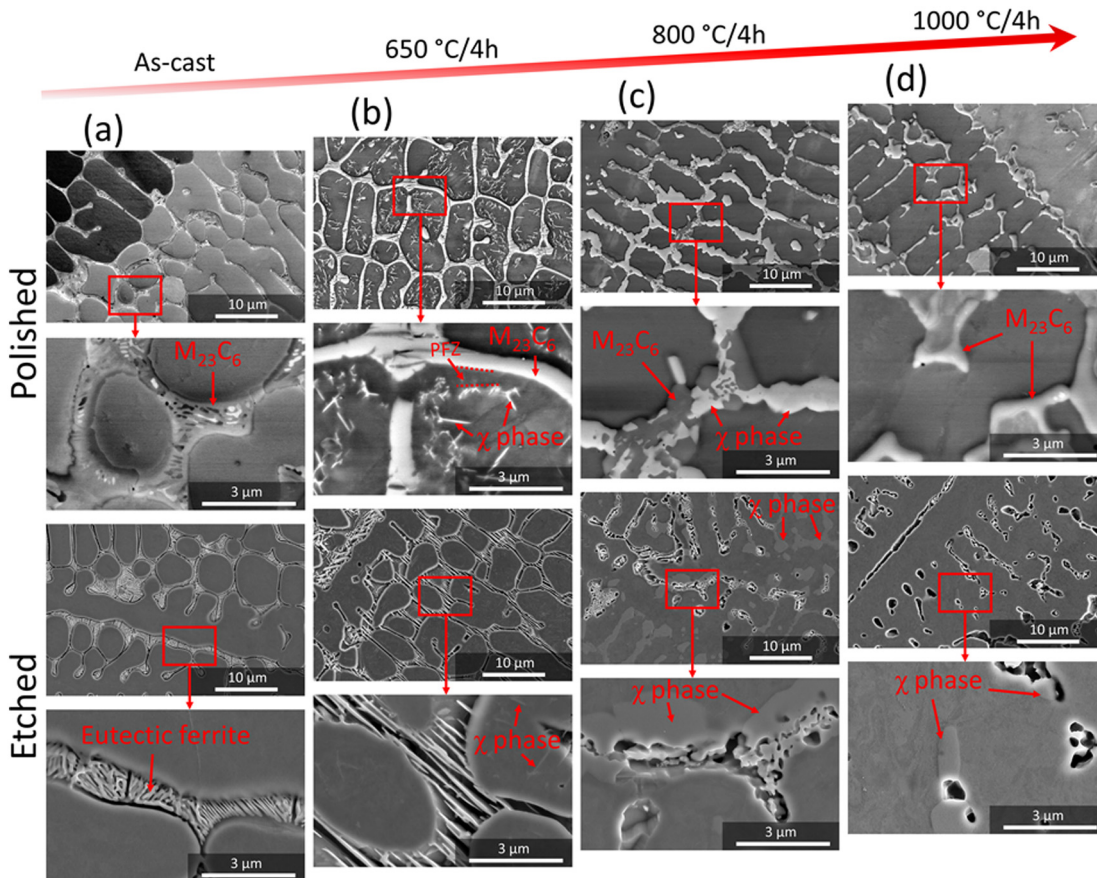 As-cast
650 °C/4h
800 °C/4h
1000 °C/4h
(a)
(b)
(c)
(d)
Polished
10 μm
10 μm
10 μm
10 μm
M23C6
3 μm
PFZ
M23C6
χ phase
3 μm
M23C6
χ phase
3 μm
M23C6
3 μm
Etched
10 μm
10 μm
χ phase
10 μm
10 μm
Eutectic ferrite
3 μm
χ phase
3 μm
χ phase
3 μm
χ phase
3 μm